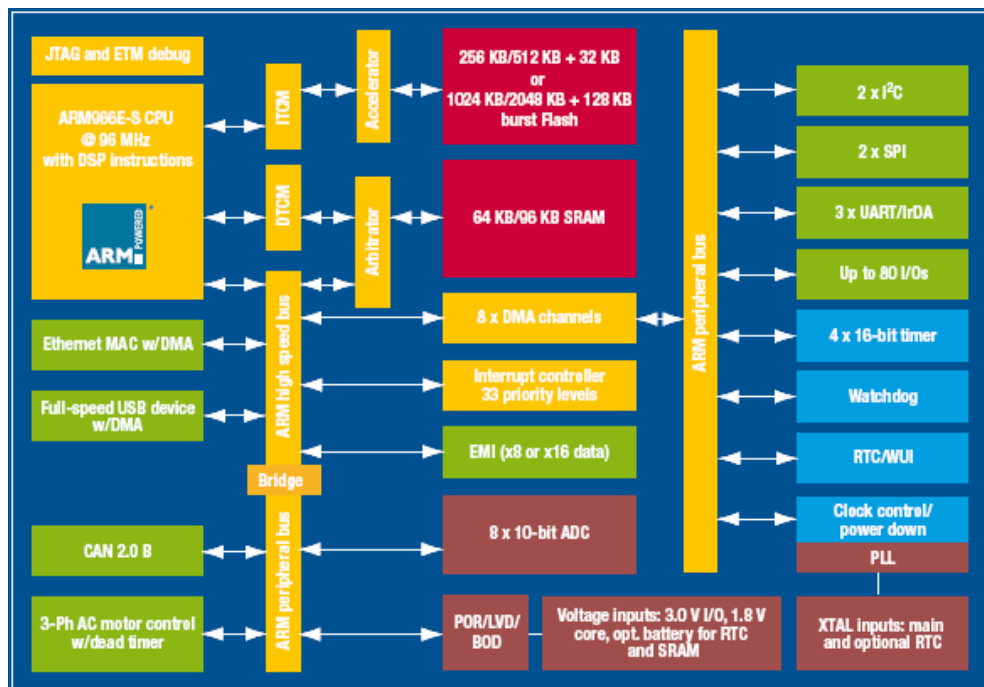 JTAG and ETM debug
ARM966E-S CPU
@ 96 MHz
with DSP instructions
ARM
POWERED
Ethernet MAC w/DMA
Full-speed USB device
w/DMA
CAN 2.0 B
3-Ph AC motor control
w/dead timer
ITCM
DTCM
ARM high speed bus
Bridge
ARM peripheral bus
Accelerator
Arbitrator
256 KB/512 KB + 32 KB
or
1024 KB/2048 KB + 128 KB
burst Flash
64 KB/96 KB SRAM
8 x DMA channels
Interrupt controller
33 priority levels
EMI (x8 or x16 data)
8 x 10-bit ADC
POR/LVD/
BOD
Voltage inputs: 3.0 V I/O, 1.8 V
core, opt. battery for RTC
and SRAM
ARM peripheral bus
2 x I²C
2 x SPI
3 x UART/IrDA
Up to 80 I/Os
4 x 16-bit timer
Watchdog
RTC/WUI
Clock control/
power down
PLL
XTAL inputs: main
and optional RTC